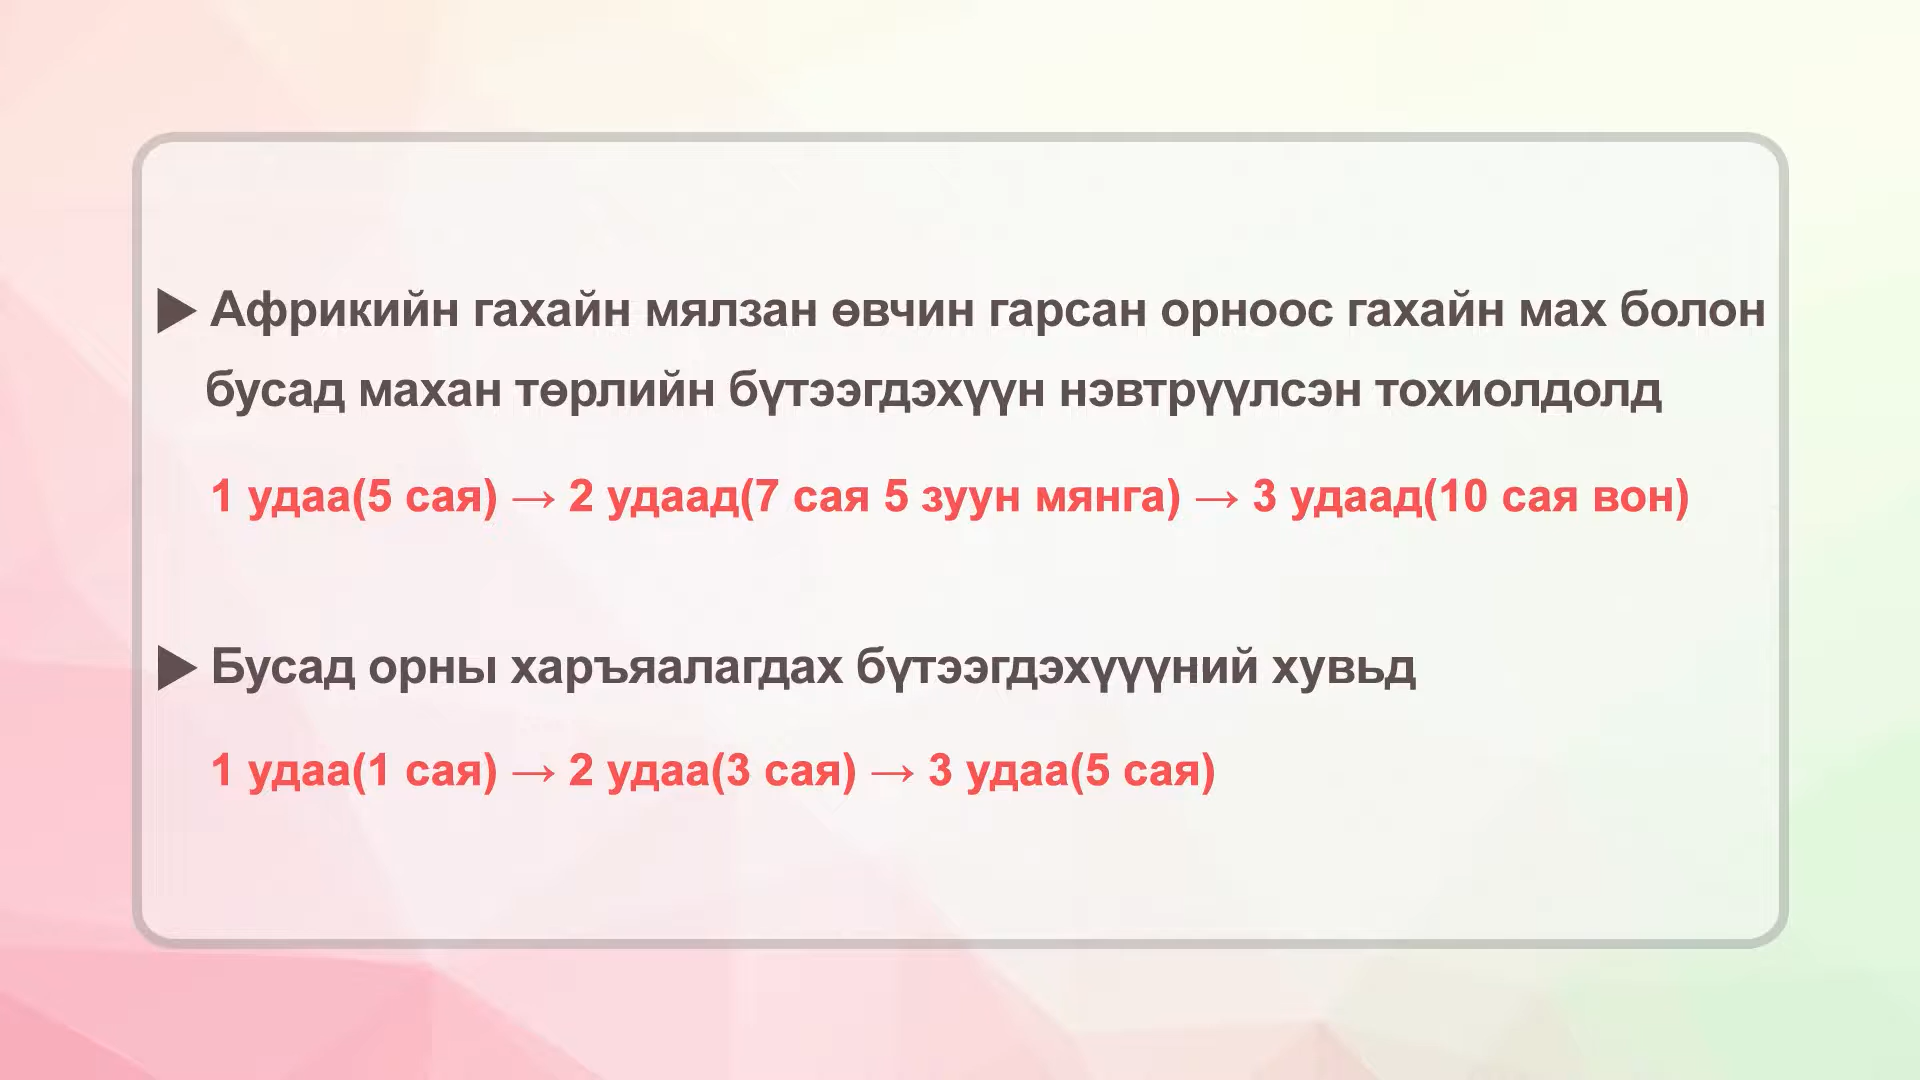 ▶ Африкийн гахайн мялзан өвчин гарсан орноос гахайн мах болон
бусад махан төрлийн бүтээгдэхүүн нэвтрүүлсэн тохиолдолд
1 удаа(5 сая) → 2 удаад(7 сая 5 зуун мянга) → 3 удаад(10 сая вон)
▶ Бусад орны харъяалагдах бүтээгдэхүүүний хувьд
1 удаа(1 сая) → 2 удаа(3 сая) → 3 удаа(5 сая)